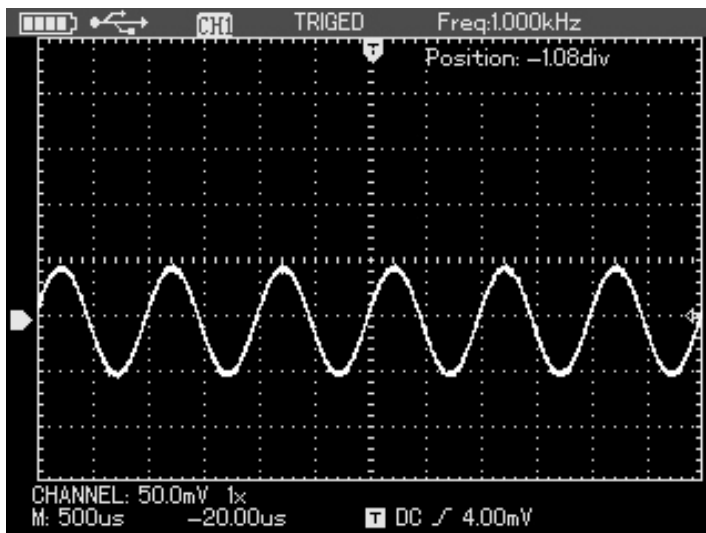 CH1 TRIGED Freq:1.000kHz
T
Position: -1.08div
CHANNEL: 50.0mV 1x
M: 500us -20.00us T DC 4.00mV